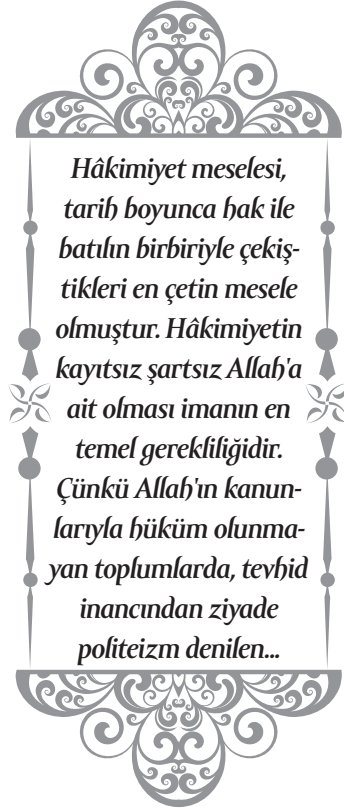 Hâkimiyet meselesi,
tarih boyunca hak ile
batılın birbiriyle çekiş-
tikleri en çetin mesele
olmuştur. Hâkimiyetin
kayıtsız şartsız Allah'a
ait olması imanın en
temel gerekliliğidir.
Çünkü Allah'ın kanun-
larıyla hüküm olunma-
yan toplumlarda, tevhid
inancından ziyade
politeizm denilen...